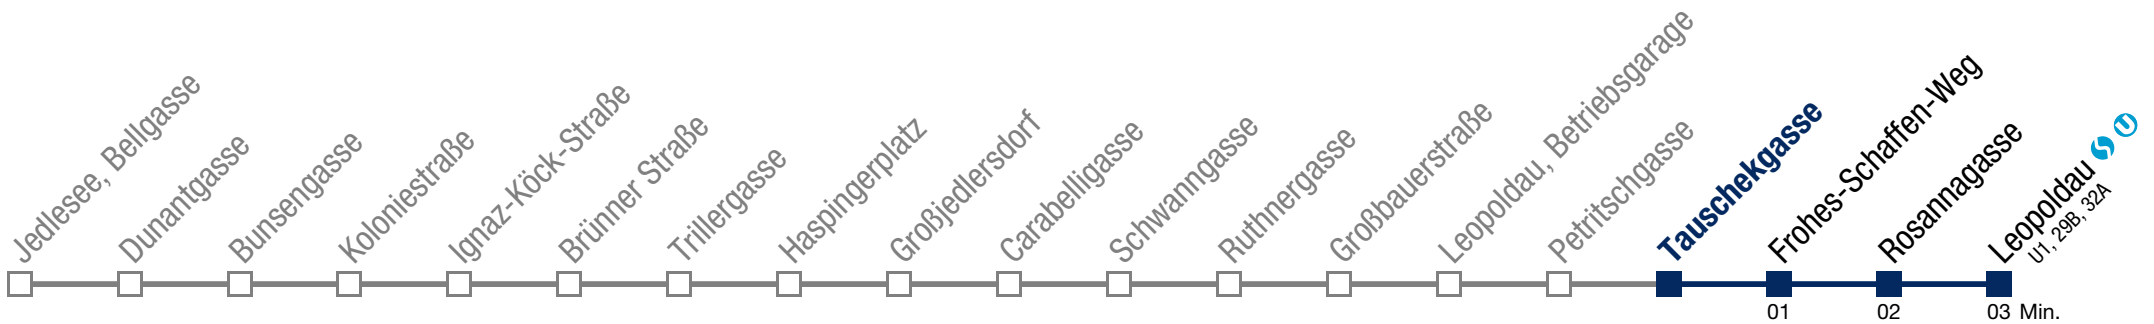 Jedlesee, Bellgasse
Dunantgasse
Bunsengasse
Koloniestraße
Ignaz-Köck-Straße
Brünner Straße
Trillergasse
Haspingerplatz
Großjedlersdorf
Carabelligasse
Schwanngasse
Ruthnergasse
Großbauerstraße
Leopoldau, Betriebsgarage
Petritschgasse
Tauschekgasse
Frohes-Schaffen-Weg
Rosannagasse
Leopoldau S U
U1, 29B, 32A
01 02 03 Min.